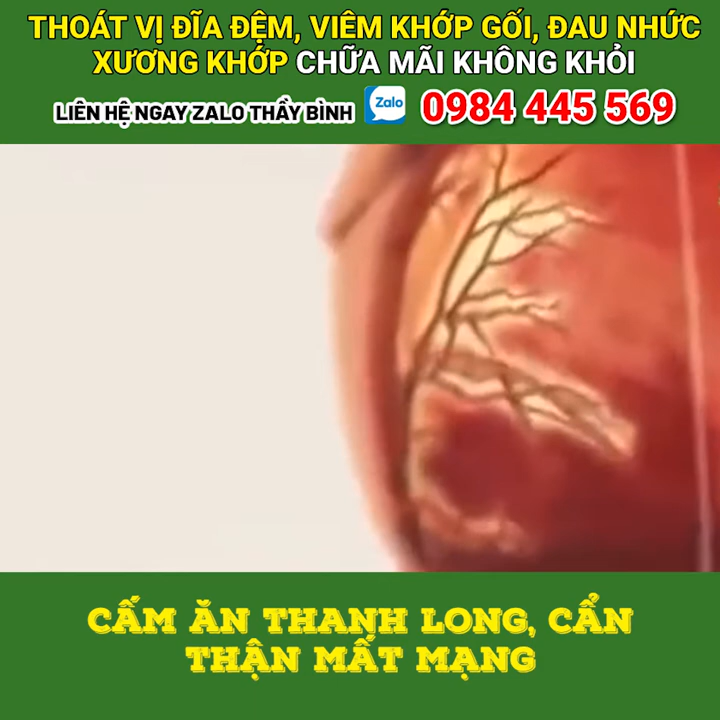 THOÁT VỊ ĐĨA ĐỆM, VIÊM KHỚP GỐI, ĐAU NHỨC
XƯƠNG KHỚP CHỮA MÃI KHÔNG KHỎI
LIÊN HỆ NGAY ZALO THẦY BÌNH Zalo 0984 445 569
CẤM ĂN THANH LONG, CẨN
THẬN MẤT MẠNG